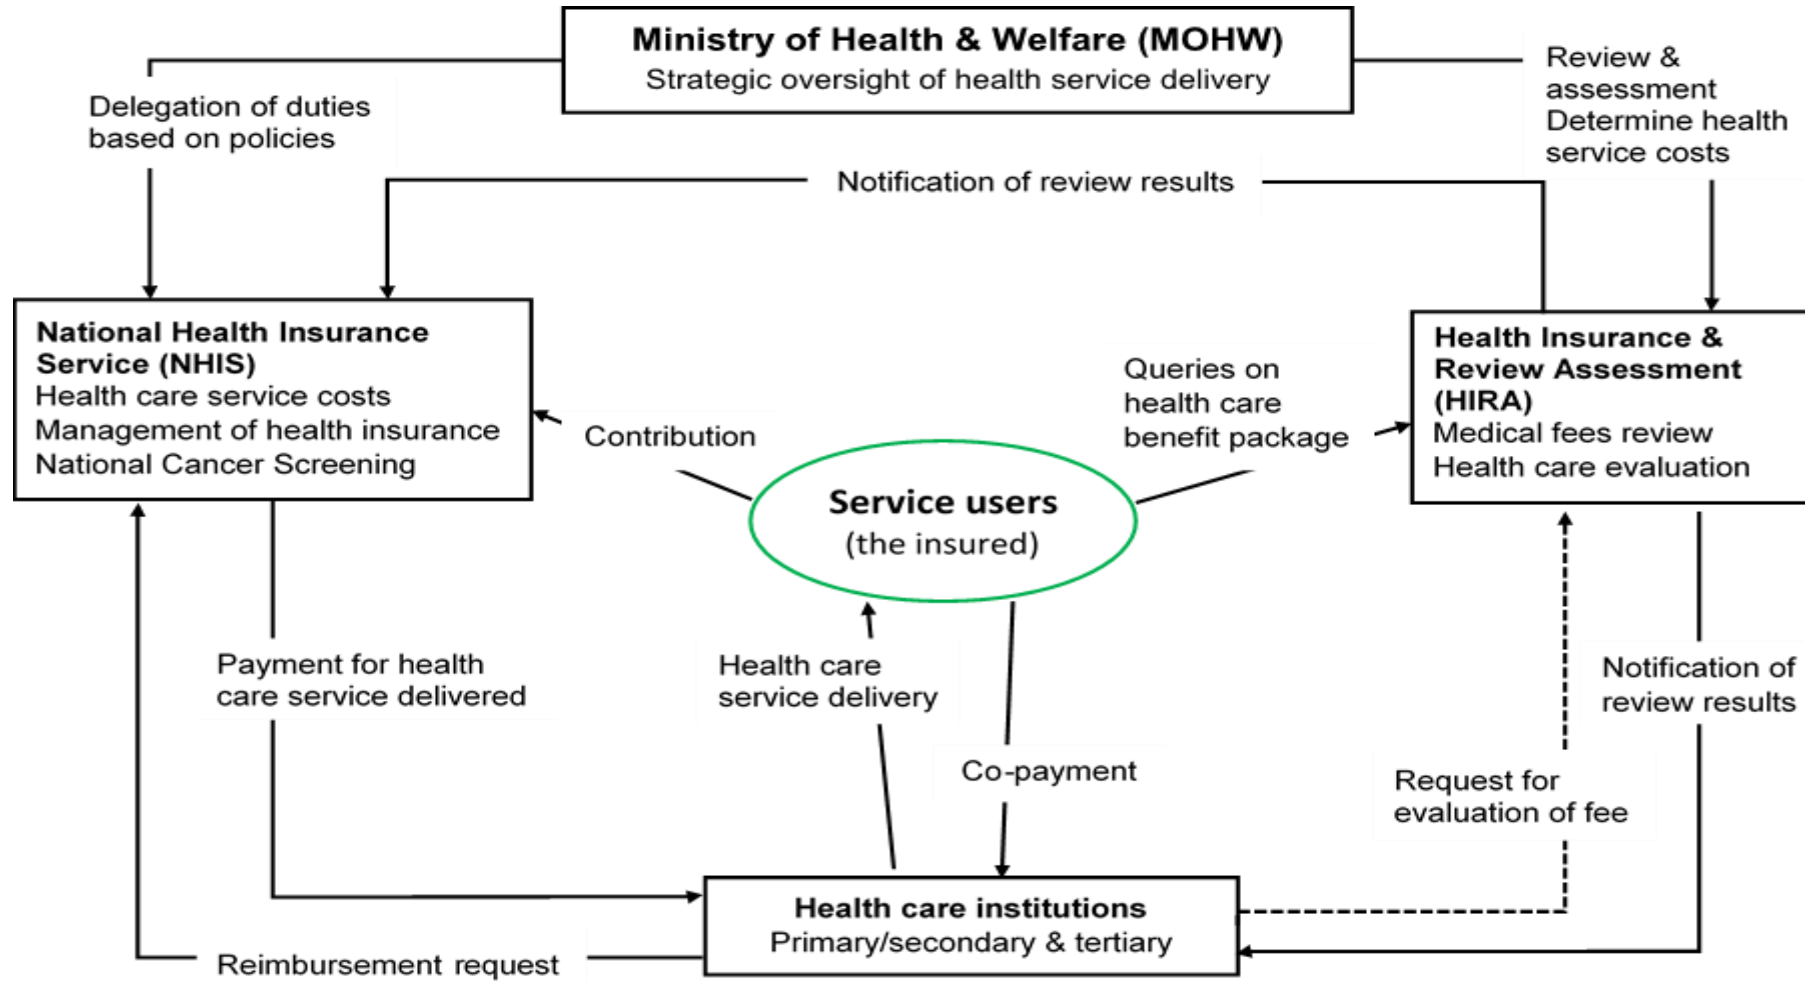 Ministry of Health & Welfare (MOHW)
Strategic oversight of health service delivery
Review &
assessment
Determine health
service costs
Delegation of duties
based on policies
Notification of review results
National Health Insurance
Service (NHIS)
Health care service costs
Management of health insurance
National Cancer Screening
Contribution
Queries on
health care
benefit package
Health Insurance &
Review Assessment
(HIRA)
Medical fees review
Health care evaluation
Service users
(the insured)
Payment for health
care service delivered
Health care
service delivery
Co-payment
Request for
evaluation of fee
Notification of
review results
Health care institutions
Primary/secondary & tertiary
Reimbursement request